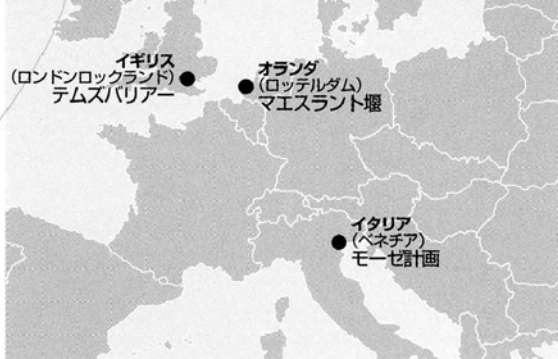 イギリス
(ロンドンロックランド)
テムズバリアー
オランダ
(ロッテルダム)
マエスラント堰
イタリア
(ベネチア)
モーゼ計画